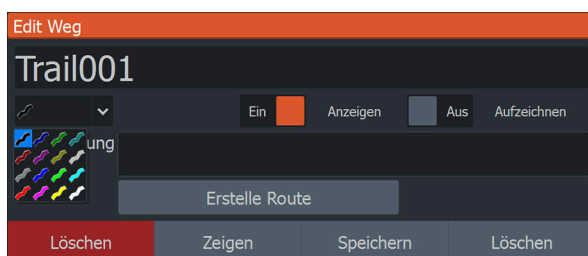 Edit Weg
Trail001
Ein Anzeigen Aus Aufzeichnen
ung
Erstelle Route
Löschen Zeigen Speichern Löschen